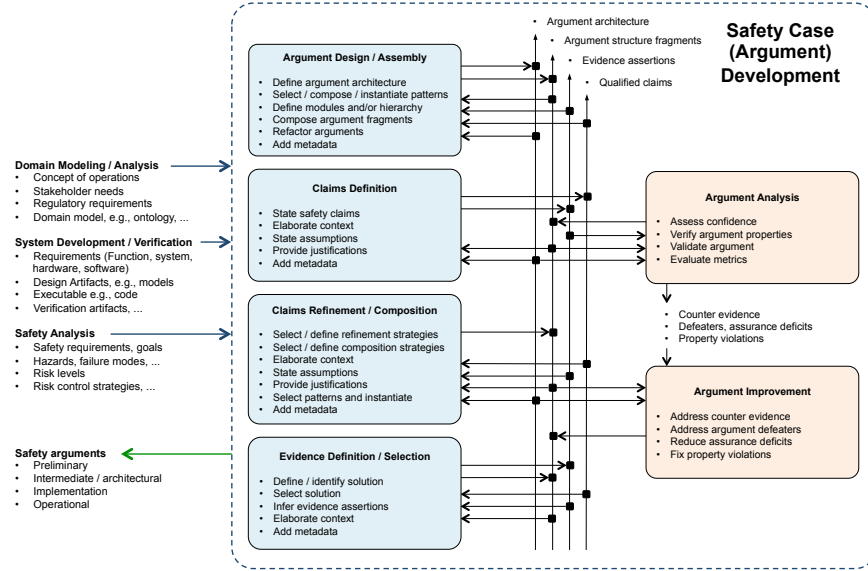 Safety Case
(Argument)
Development
• Argument architecture
• Argument structure fragments
• Evidence assertions
• Qualified claims
Argument Design / Assembly
• Define argument architecture
• Select / compose / instantiate patterns
• Define modules and/or hierarchy
• Compose argument fragments
• Refactor arguments
• Add metadata
Domain Modeling / Analysis
• Concept of operations
• Stakeholder needs
• Regulatory requirements
• Domain model, e.g., ontology, ...
System Development / Verification
• Requirements (Function, system,
hardware, software)
• Design Artifacts, e.g., models
• Executable e.g., code
• Verification artifacts, ...
Safety Analysis
• Safety requirements, goals
• Hazards, failure modes, ...
• Risk levels
• Risk control strategies, ...
Safety arguments
• Preliminary
• Intermediate / architectural
• Implementation
• Operational
Claims Definition
• State safety claims
• Elaborate context
• State assumptions
• Provide justifications
• Add metadata
Claims Refinement / Composition
• Select / define refinement strategies
• Select / define composition strategies
• Elaborate context
• State assumptions
• Provide justifications
• Select patterns and instantiate
• Add metadata
Evidence Definition / Selection
• Define / identify solution
• Select solution
• Infer evidence assertions
• Elaborate context
• Add metadata
Argument Analysis
• Assess confidence
• Verify argument properties
• Validate argument
• Evaluate metrics
• Counter evidence
• Defeaters, assurance deficits
• Property violations
Argument Improvement
• Address counter evidence
• Address argument defeaters
• Reduce assurance deficits
• Fix property violations